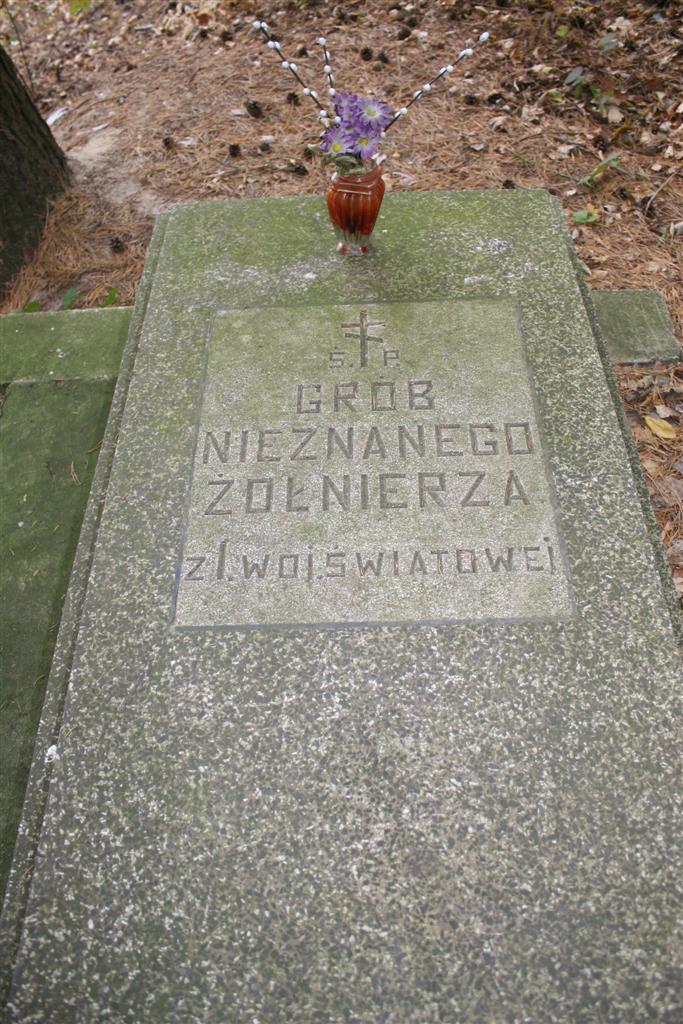 Ś. P.
GRÓB
NIEZNANEGO
ŻOŁNIERZA
z I. woj. światowej